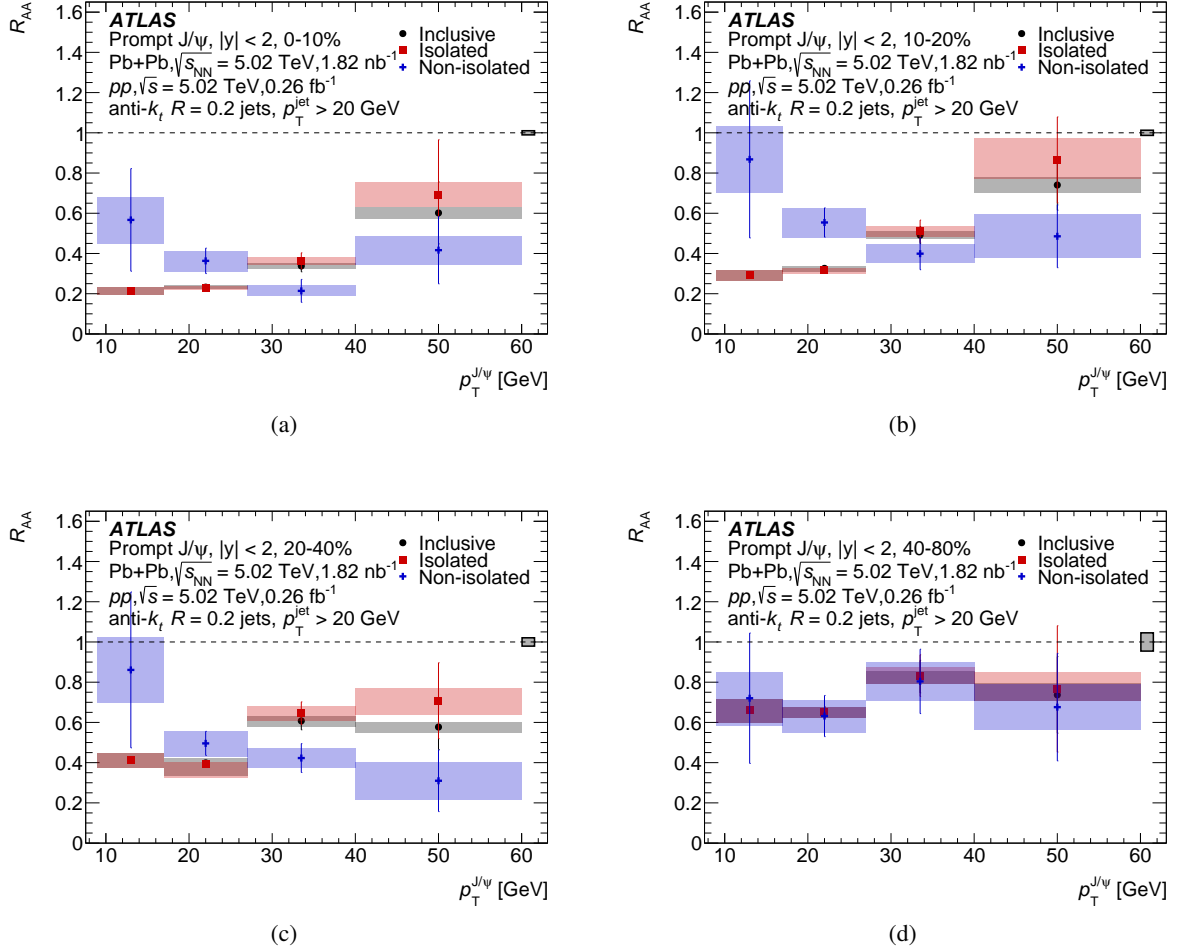 R_AA
1.6
1.4
1.2
1
0.8
0.6
0.4
0.2
0
ATLAS
Prompt J/ψ, |y| < 2, 0-10%
Pb+Pb,√s_NN = 5.02 TeV,1.82 nb⁻¹
pp,√s = 5.02 TeV,0.26 fb⁻¹
anti-k_t R = 0.2 jets, p_T^jet > 20 GeV
Inclusive
Isolated
Non-isolated
10 20 30 40 50 60
p_T^J/ψ [GeV]
(a)
R_AA
1.6
1.4
1.2
1
0.8
0.6
0.4
0.2
0
ATLAS
Prompt J/ψ, |y| < 2, 10-20%
Pb+Pb,√s_NN = 5.02 TeV,1.82 nb⁻¹
pp,√s = 5.02 TeV,0.26 fb⁻¹
anti-k_t R = 0.2 jets, p_T^jet > 20 GeV
Inclusive
Isolated
Non-isolated
10 20 30 40 50 60
p_T^J/ψ [GeV]
(b)
R_AA
1.6
1.4
1.2
1
0.8
0.6
0.4
0.2
0
ATLAS
Prompt J/ψ, |y| < 2, 20-40%
Pb+Pb,√s_NN = 5.02 TeV,1.82 nb⁻¹
pp,√s = 5.02 TeV,0.26 fb⁻¹
anti-k_t R = 0.2 jets, p_T^jet > 20 GeV
Inclusive
Isolated
Non-isolated
10 20 30 40 50 60
p_T^J/ψ [GeV]
(c)
R_AA
1.6
1.4
1.2
1
0.8
0.6
0.4
0.2
0
ATLAS
Prompt J/ψ, |y| < 2, 40-80%
Pb+Pb,√s_NN = 5.02 TeV,1.82 nb⁻¹
pp,√s = 5.02 TeV,0.26 fb⁻¹
anti-k_t R = 0.2 jets, p_T^jet > 20 GeV
Inclusive
Isolated
Non-isolated
10 20 30 40 50 60
p_T^J/ψ [GeV]
(d)